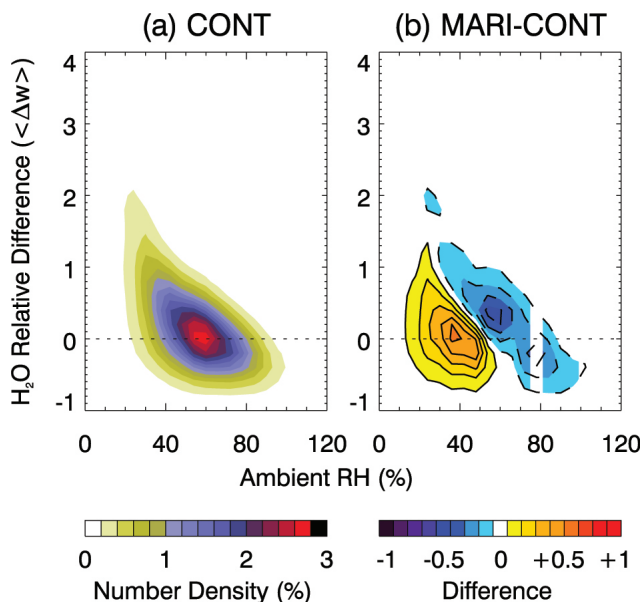 (a) CONT
(b) MARI-CONT
H₂O Relative Difference (<Δw>)
4
3
2
1
0
-1
4
3
2
1
0
-1
0 40 80 120
0 40 80 120
Ambient RH (%)
0 1 2 3
Number Density (%)
-1 -0.5 0 +0.5 +1
Difference